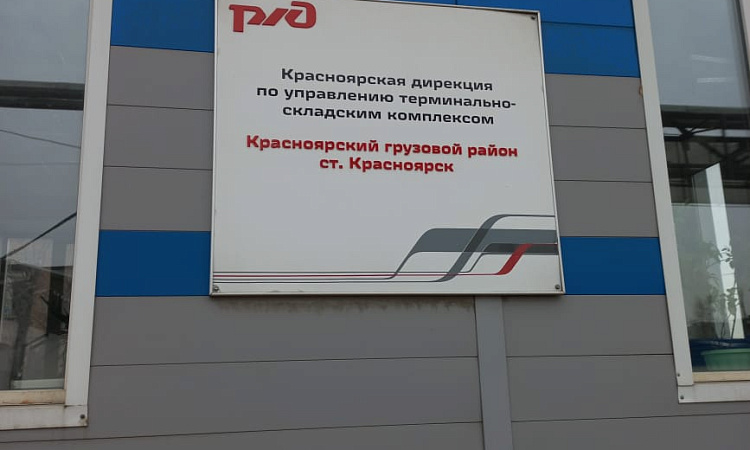 ржд
Красноярская дирекция
по управлению терминально-
складским комплексом
Красноярский грузовой район
ст. Красноярск